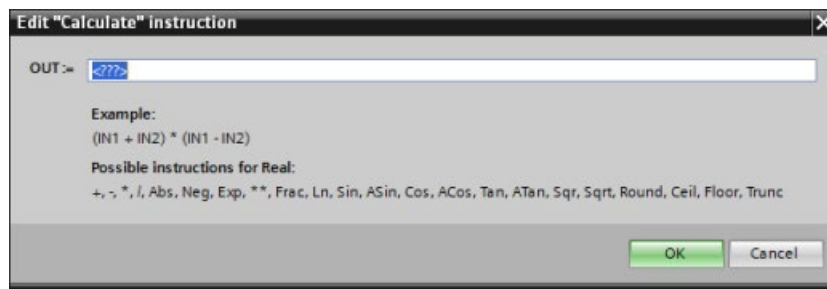 Edit "Calculate" instruction
OUT:= <???>
Example:
(IN1 + IN2) * (IN1 - IN2)
Possible instructions for Real:
+, -, *, /, Abs, Neg, Exp, **, Frac, Ln, Sin, ASin, Cos, ACos, Tan, ATan, Sqr, Sqrt, Round, Ceil, Floor, Trunc
OK Cancel